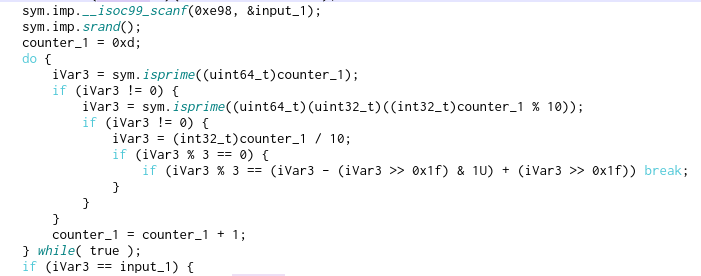 sym.imp.__isoc99_scanf(0xe98, &input_1);
sym.imp.srand();
counter_1 = 0xd;
do {
    iVar3 = sym.isprime((uint64_t)counter_1);
    if (iVar3 != 0) {
        iVar3 = sym.isprime((uint64_t)(uint32_t)((int32_t)counter_1 % 10));
        if (iVar3 != 0) {
            iVar3 = (int32_t)counter_1 / 10;
            if (iVar3 % 3 == 0) {
                if (iVar3 % 3 == (iVar3 - (iVar3 >> 0x1f) & 1U) + (iVar3 >> 0x1f)) break;
            }
        }
    }
    counter_1 = counter_1 + 1;
} while( true );
if (iVar3 == input_1) {